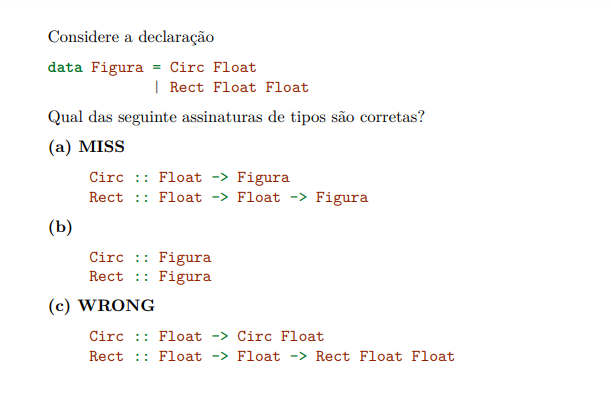 Considere a declaração
data Figura = Circ Float
| Rect Float Float
Qual das seguinte assinaturas de tipos são corretas?
(a) MISS
Circ :: Float -> Figura
Rect :: Float -> Float -> Figura
(b)
Circ :: Figura
Rect :: Figura
(c) WRONG
Circ :: Float -> Circ Float
Rect :: Float -> Float -> Rect Float Float